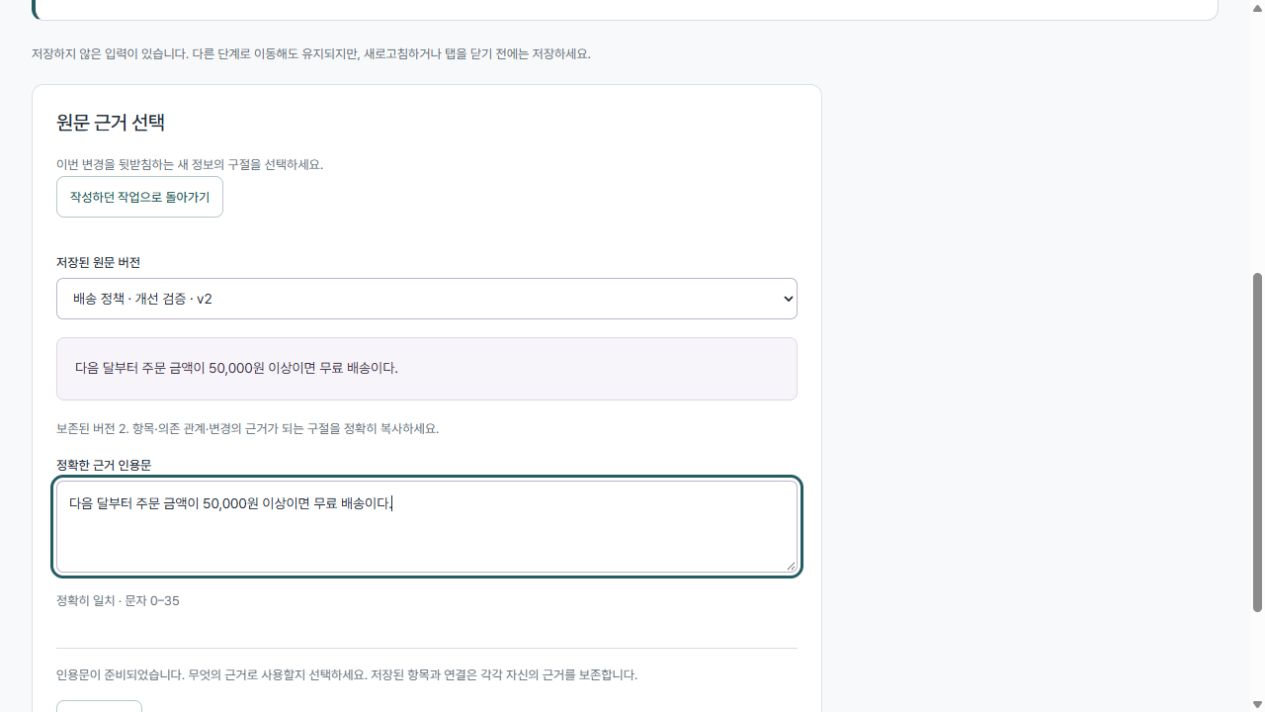 저장하지 않은 입력이 있습니다. 다른 단계로 이동해도 유지되지만, 새로고침하거나 탭을 닫기 전에는 저장하세요.
원문 근거 선택
이번 변경을 뒷받침하는 새 정보의 구절을 선택하세요.
작성하던 작업으로 돌아가기
저장된 원문 버전
배송 정책 · 개선 검증 · v2
다음 달부터 주문 금액이 50,000원 이상이면 무료 배송이다.
보존된 버전 2. 항목·의존 관계·변경의 근거가 되는 구절을 정확히 복사하세요.
정확한 근거 인용문
다음 달부터 주문 금액이 50,000원 이상이면 무료 배송이다.
정확히 일치 · 문자 0–35
인용문이 준비되었습니다. 무엇의 근거로 사용할지 선택하세요. 저장된 항목과 연결은 각각 자신의 근거를 보존합니다.